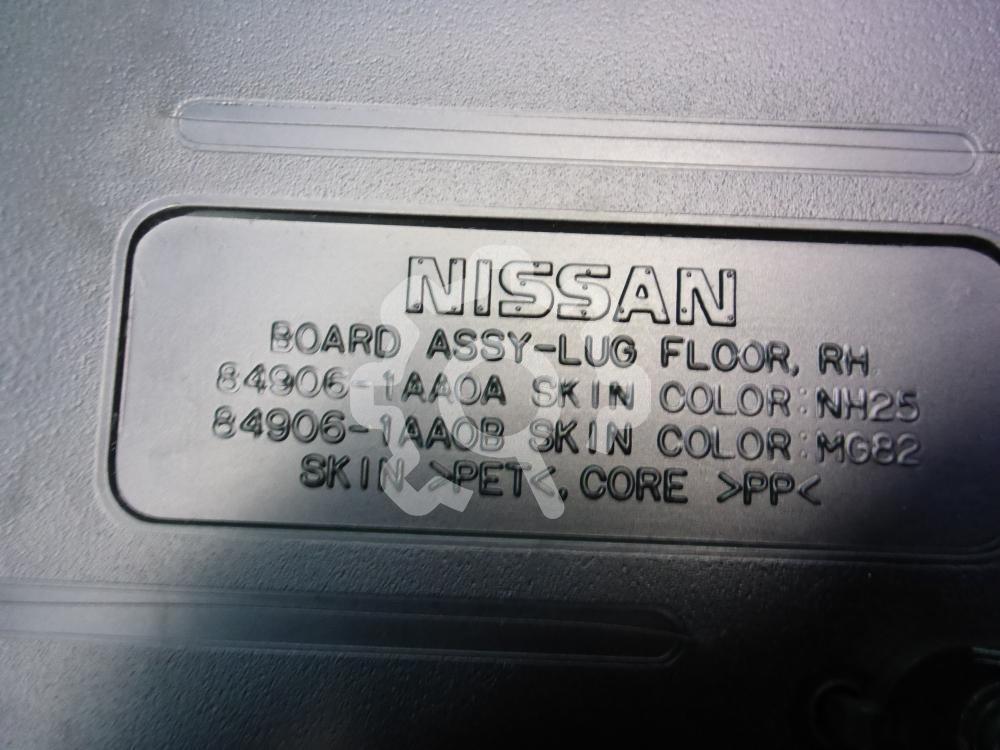 NISSAN
BOARD ASSY-LUG FLOOR, RH
84906-1AA0A SKIN COLOR:NH25
84906-1AA0B SKIN COLOR:MG82
SKIN >PET<, CORE >PP<